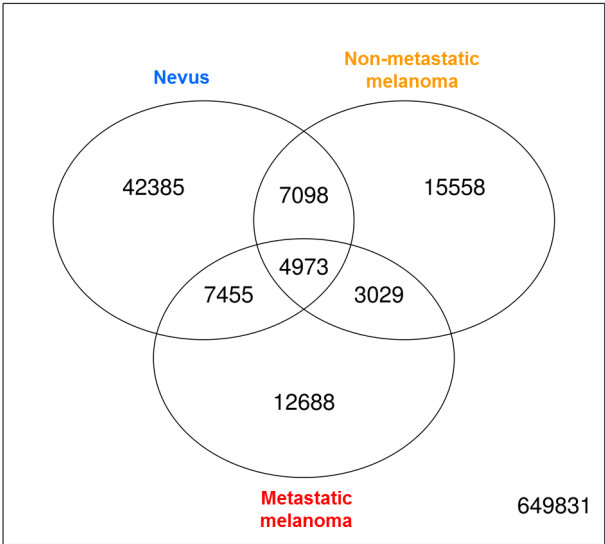 Non-metastatic
melanoma
Nevus
42385
7098
15558
4973
7455
3029
12688
Metastatic
melanoma
649831